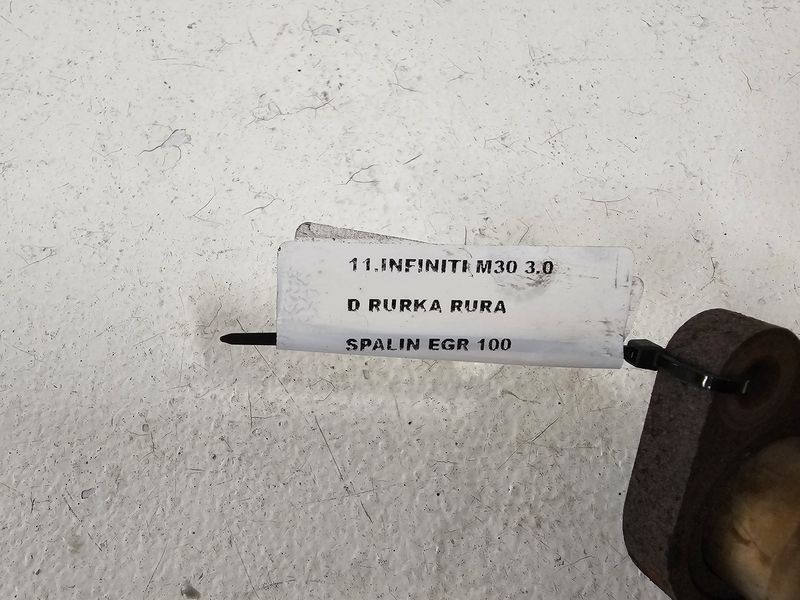 11.INFINITI M30 3.0
D RURKA RURA
SPALIN EGR 100